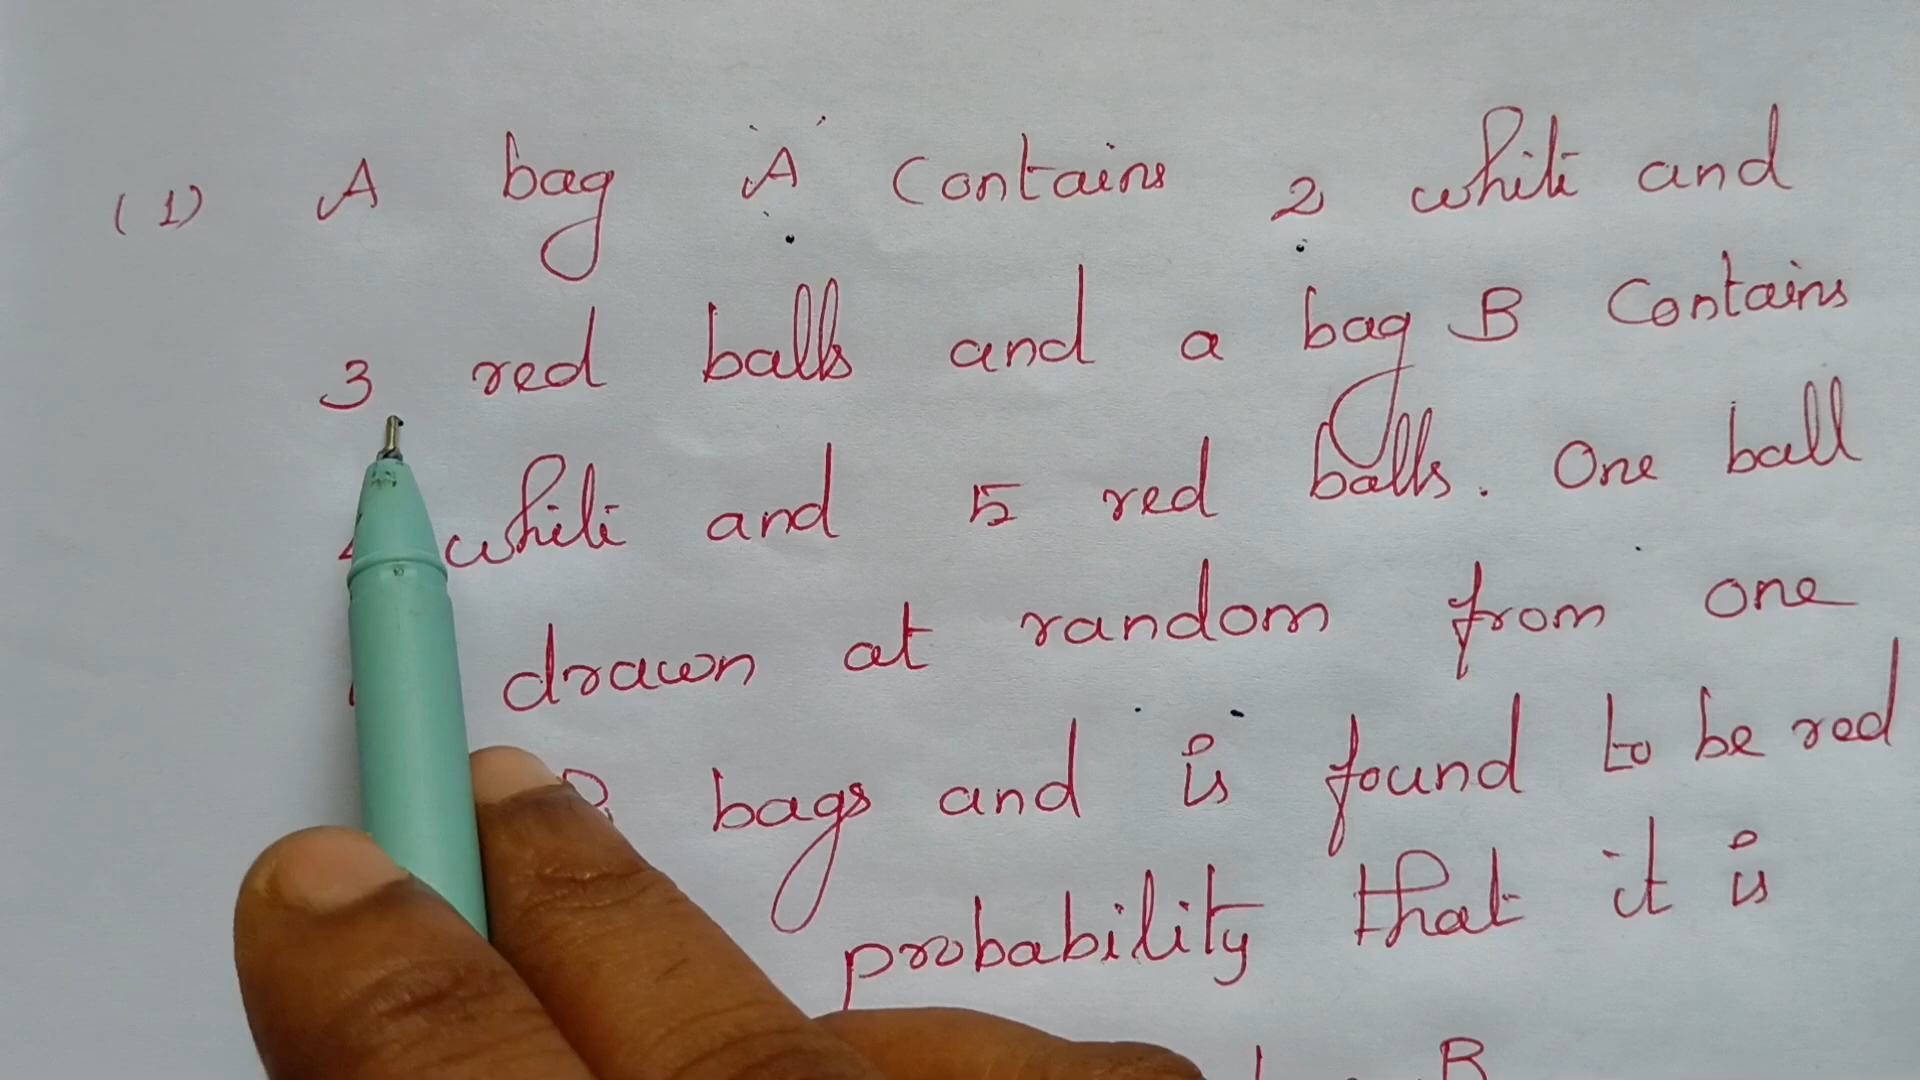 (1) A bag A contains 2 white and
3 red balls and a bag B contains
white and 5 red balls. One ball
drawn at random from one
bags and is found to be red
probability that it is
B